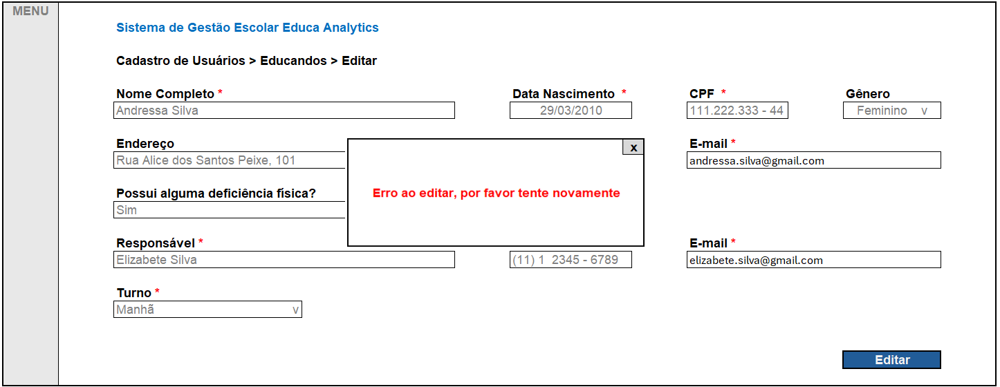 MENU
Sistema de Gestão Escolar Educa Analytics
Cadastro de Usuários > Educandos > Editar
Nome Completo * Data Nascimento * CPF * Gênero
Andressa Silva 29/03/2010 111.222.333 - 44 Feminino v
Endereço E-mail *
x
Rua Alice dos Santos Peixe, 101 andressa.silva@gmail.com
Possui alguma deficiência física?
Erro ao editar, por favor tente novamente
Sim
Responsável * E-mail *
Elizabete Silva (11) 1 2345 - 6789 elizabete.silva@gmail.com
Turno *
Manhã v
Editar